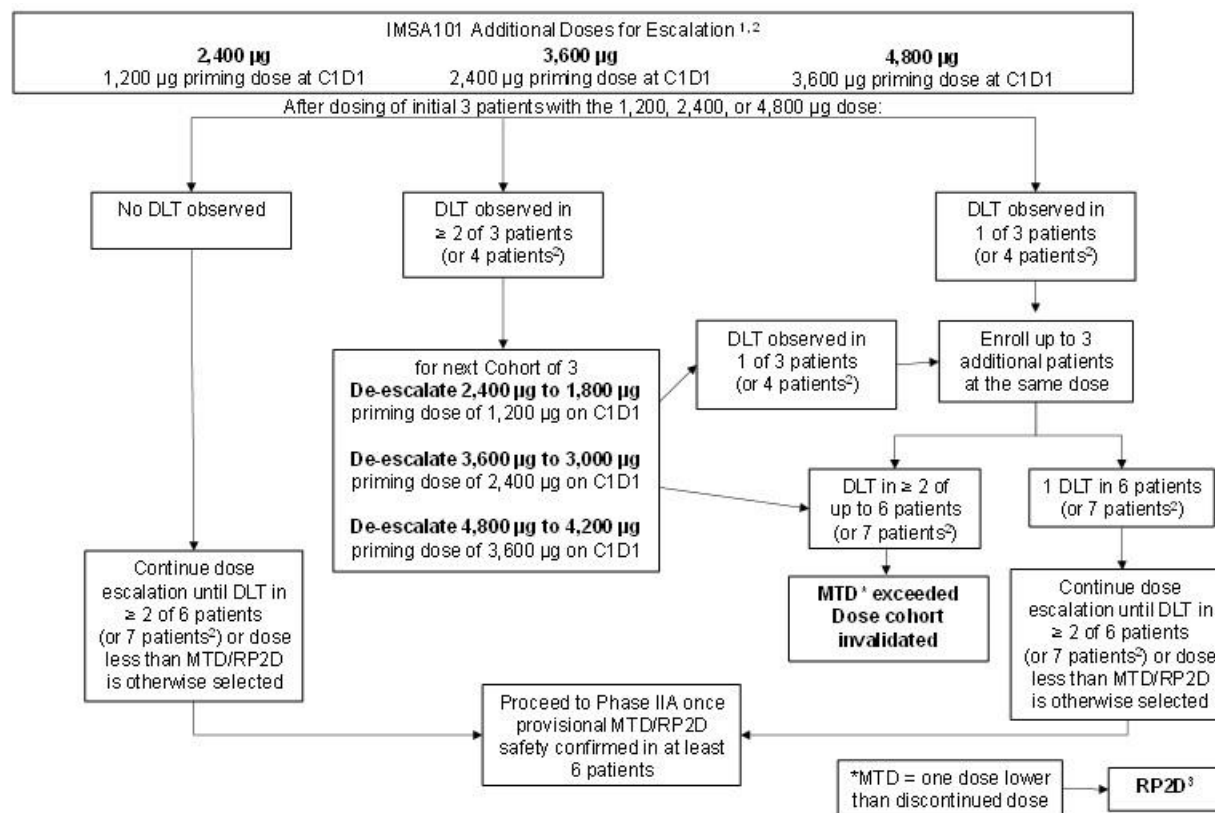 IMSA101 Additional Doses for Escalation 1,2
2,400 µg 3,600 µg 4,800 µg
1,200 µg priming dose at C1D1 2,400 µg priming dose at C1D1 3,600 µg priming dose at C1D1
After dosing of initial 3 patients with the 1,200, 2,400, or 4,800 µg dose:
No DLT observed
DLT observed in
≥ 2 of 3 patients
(or 4 patients²)
DLT observed in
1 of 3 patients
(or 4 patients²)
for next Cohort of 3
De-escalate 2,400 µg to 1,800 µg
priming dose of 1,200 µg on C1D1
De-escalate 3,600 µg to 3,000 µg
priming dose of 2,400 µg on C1D1
De-escalate 4,800 µg to 4,200 µg
priming dose of 3,600 µg on C1D1
DLT observed in
1 of 3 patients
(or 4 patients²)
Enroll up to 3
additional patients
at the same dose
DLT in ≥ 2 of
up to 6 patients
(or 7 patients²)
1 DLT in 6 patients
(or 7 patients²)
Continue dose
escalation until DLT in
≥ 2 of 6 patients
(or 7 patients²) or dose
less than MTD/RP2D
is otherwise selected
MTD* exceeded
Dose cohort
invalidated
Continue dose
escalation until DLT in
≥ 2 of 6 patients
(or 7 patients²) or dose
less than MTD/RP2D
is otherwise selected
Proceed to Phase IIA once
provisional MTD/RP2D
safety confirmed in at least
6 patients
*MTD = one dose lower
than discontinued dose
RP2D³